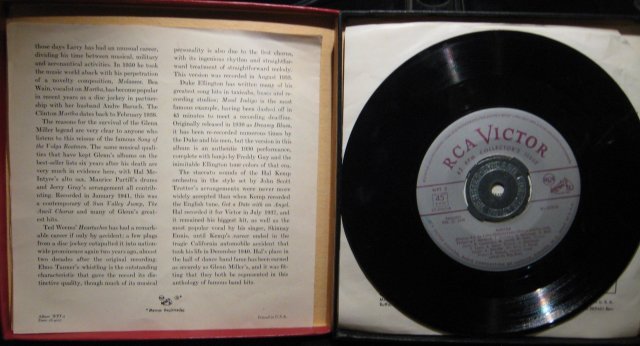 those days Larry has had an unusual career,
dividing his time between musical, military
and aeronautical activities. In 1950 he took
the music world aback with his perpetration
of a novelty composition, Molasses. Bea
Wain, vocalist on Martha, has become popular
in recent years as a disc jockey in partner-
ship with her husband Andre Baruch. The
Clinton Martha dates back to February 1938.
The reasons for the revival of the Glenn
Miller legend are very clear to anyone who
listens to this reissue of the famous Song of
the Volga Boatmen. The same musical quali-
ties that have kept Glenn's albums on the
best-seller lists six years after his death are
very much in evidence here, with Hal Mc-
Intyre's alto sax, Maurice Purtill's drums
and Jerry Gray's arrangement all contrib-
uting. Recorded in January 1941, this was
a contemporary of Sun Valley Jump, The
Anvil Chorus and many of Glenn's great-
est hits.
Ted Weems' Heartaches has had a remark-
able career if only by accident; a few plugs
from a disc jockey catapulted it into nation-
wide prominence again two years ago, almost
two decades after the original recording.
Elmo Tanner's whistling is the outstanding
characteristic that gave the record its dis-
tinctive quality, though much of its musical
personality is also due to the first chorus,
with its ingenious rhythm and straightfor-
ward treatment of straightforward melody.
This version was recorded in August 1933.
Duke Ellington has written many of his
greatest song hits in taxicabs, buses and re-
cording studios; Mood Indigo is the most
famous example, having been dashed off in
45 minutes to meet a recording deadline.
Originally released in 1930 as Dreamy Blues,
it has been re-recorded numerous times by
the Duke and his men, but the version in this
album is an authentic 1930 performance,
complete with banjo by Freddy Guy and the
inimitable Ellington tone colors of that era.
The staccato sounds of the Hal Kemp
orchestra in the style set by John Scott
Trotter's arrangements were never more
widely accepted than when Kemp recorded
the English tune, Got a Date with an Angel.
Hal recorded it for Victor in July 1937, and
it remained his biggest hit, as well as the
most popular vocal by his singer, Skinnay
Ennis, until Kemp's career ended in the
tragic California automobile accident that
took his life in December 1940. Hal's place in
the hall of dance band fame has been earned
as securely as Glenn Miller's, and it was fit-
ting that they both be represented in this
anthology of famous band hits.
Printed in U.S.A.
RCA VICTOR
45 RPM COLLECTOR'S ISSUE
45
RCA